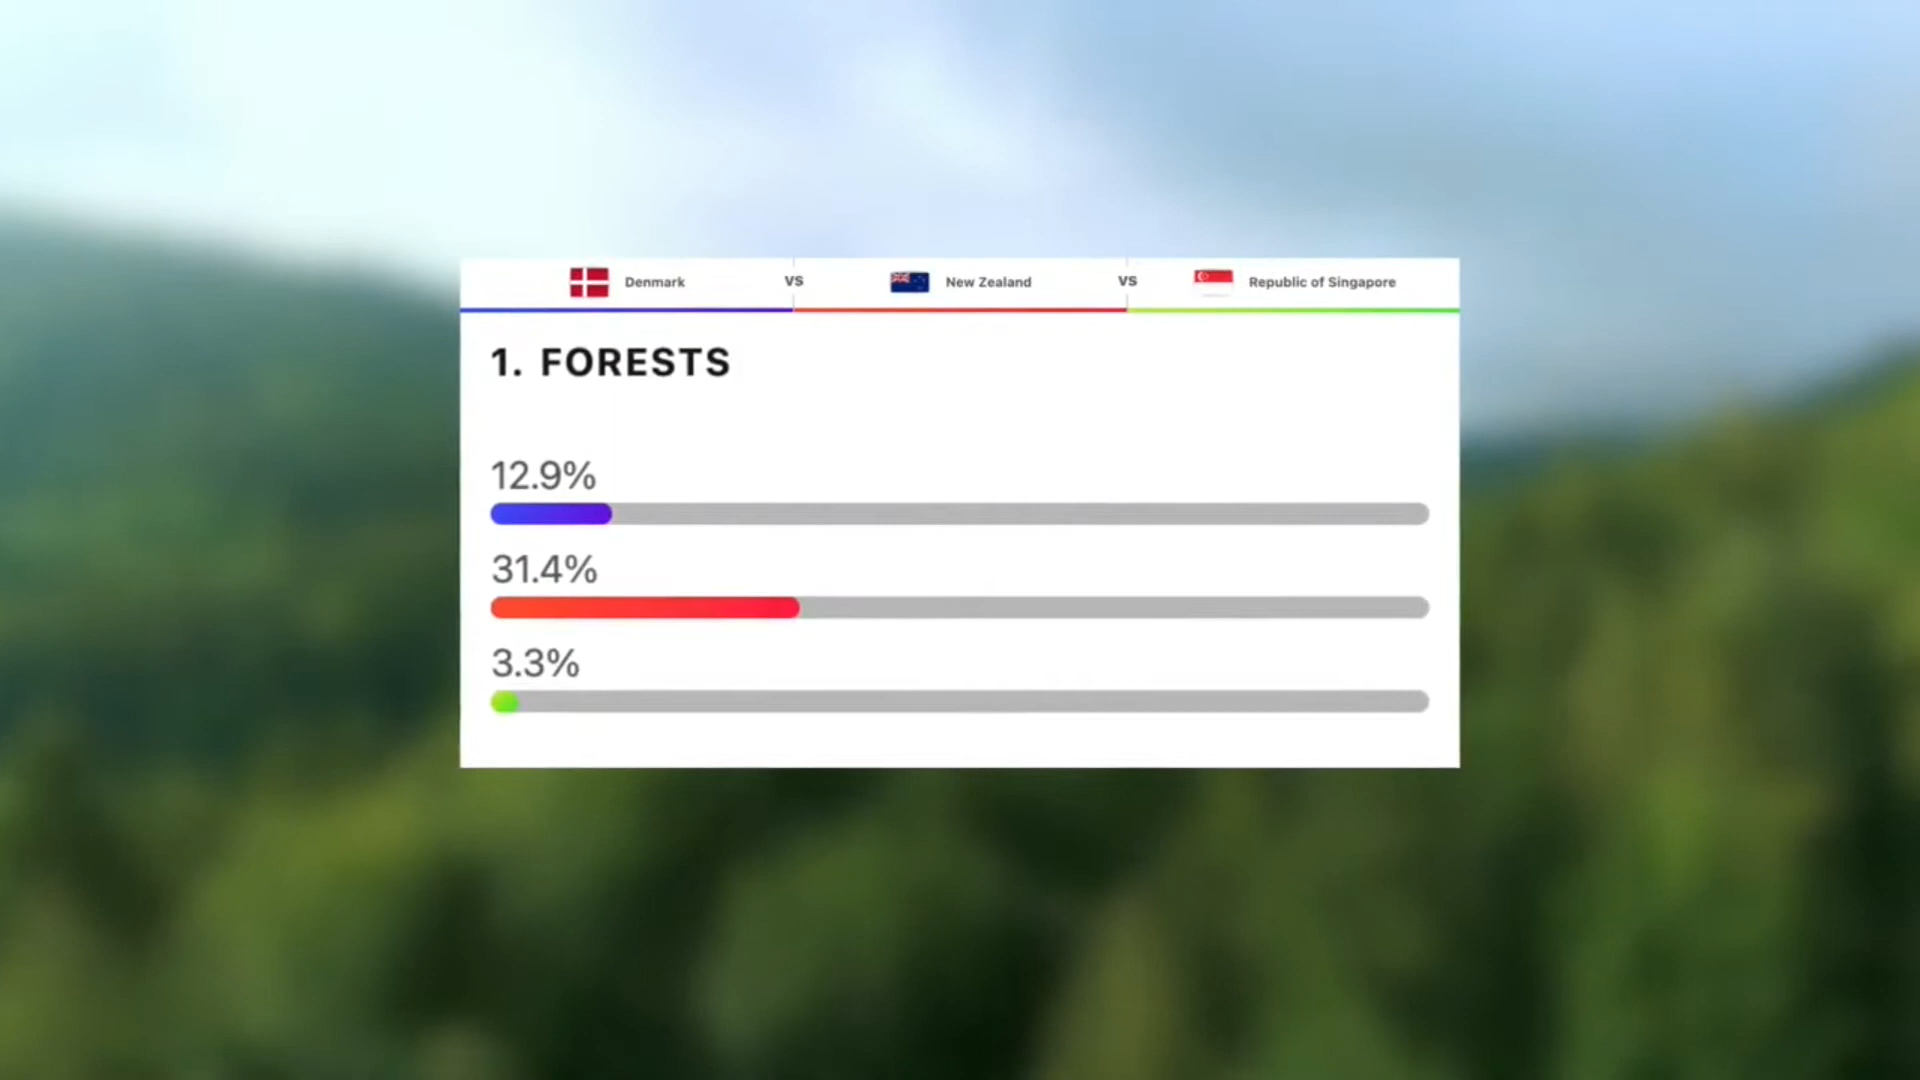 Denmark VS New Zealand VS Republic of Singapore
1. FORESTS
12.9%
31.4%
3.3%